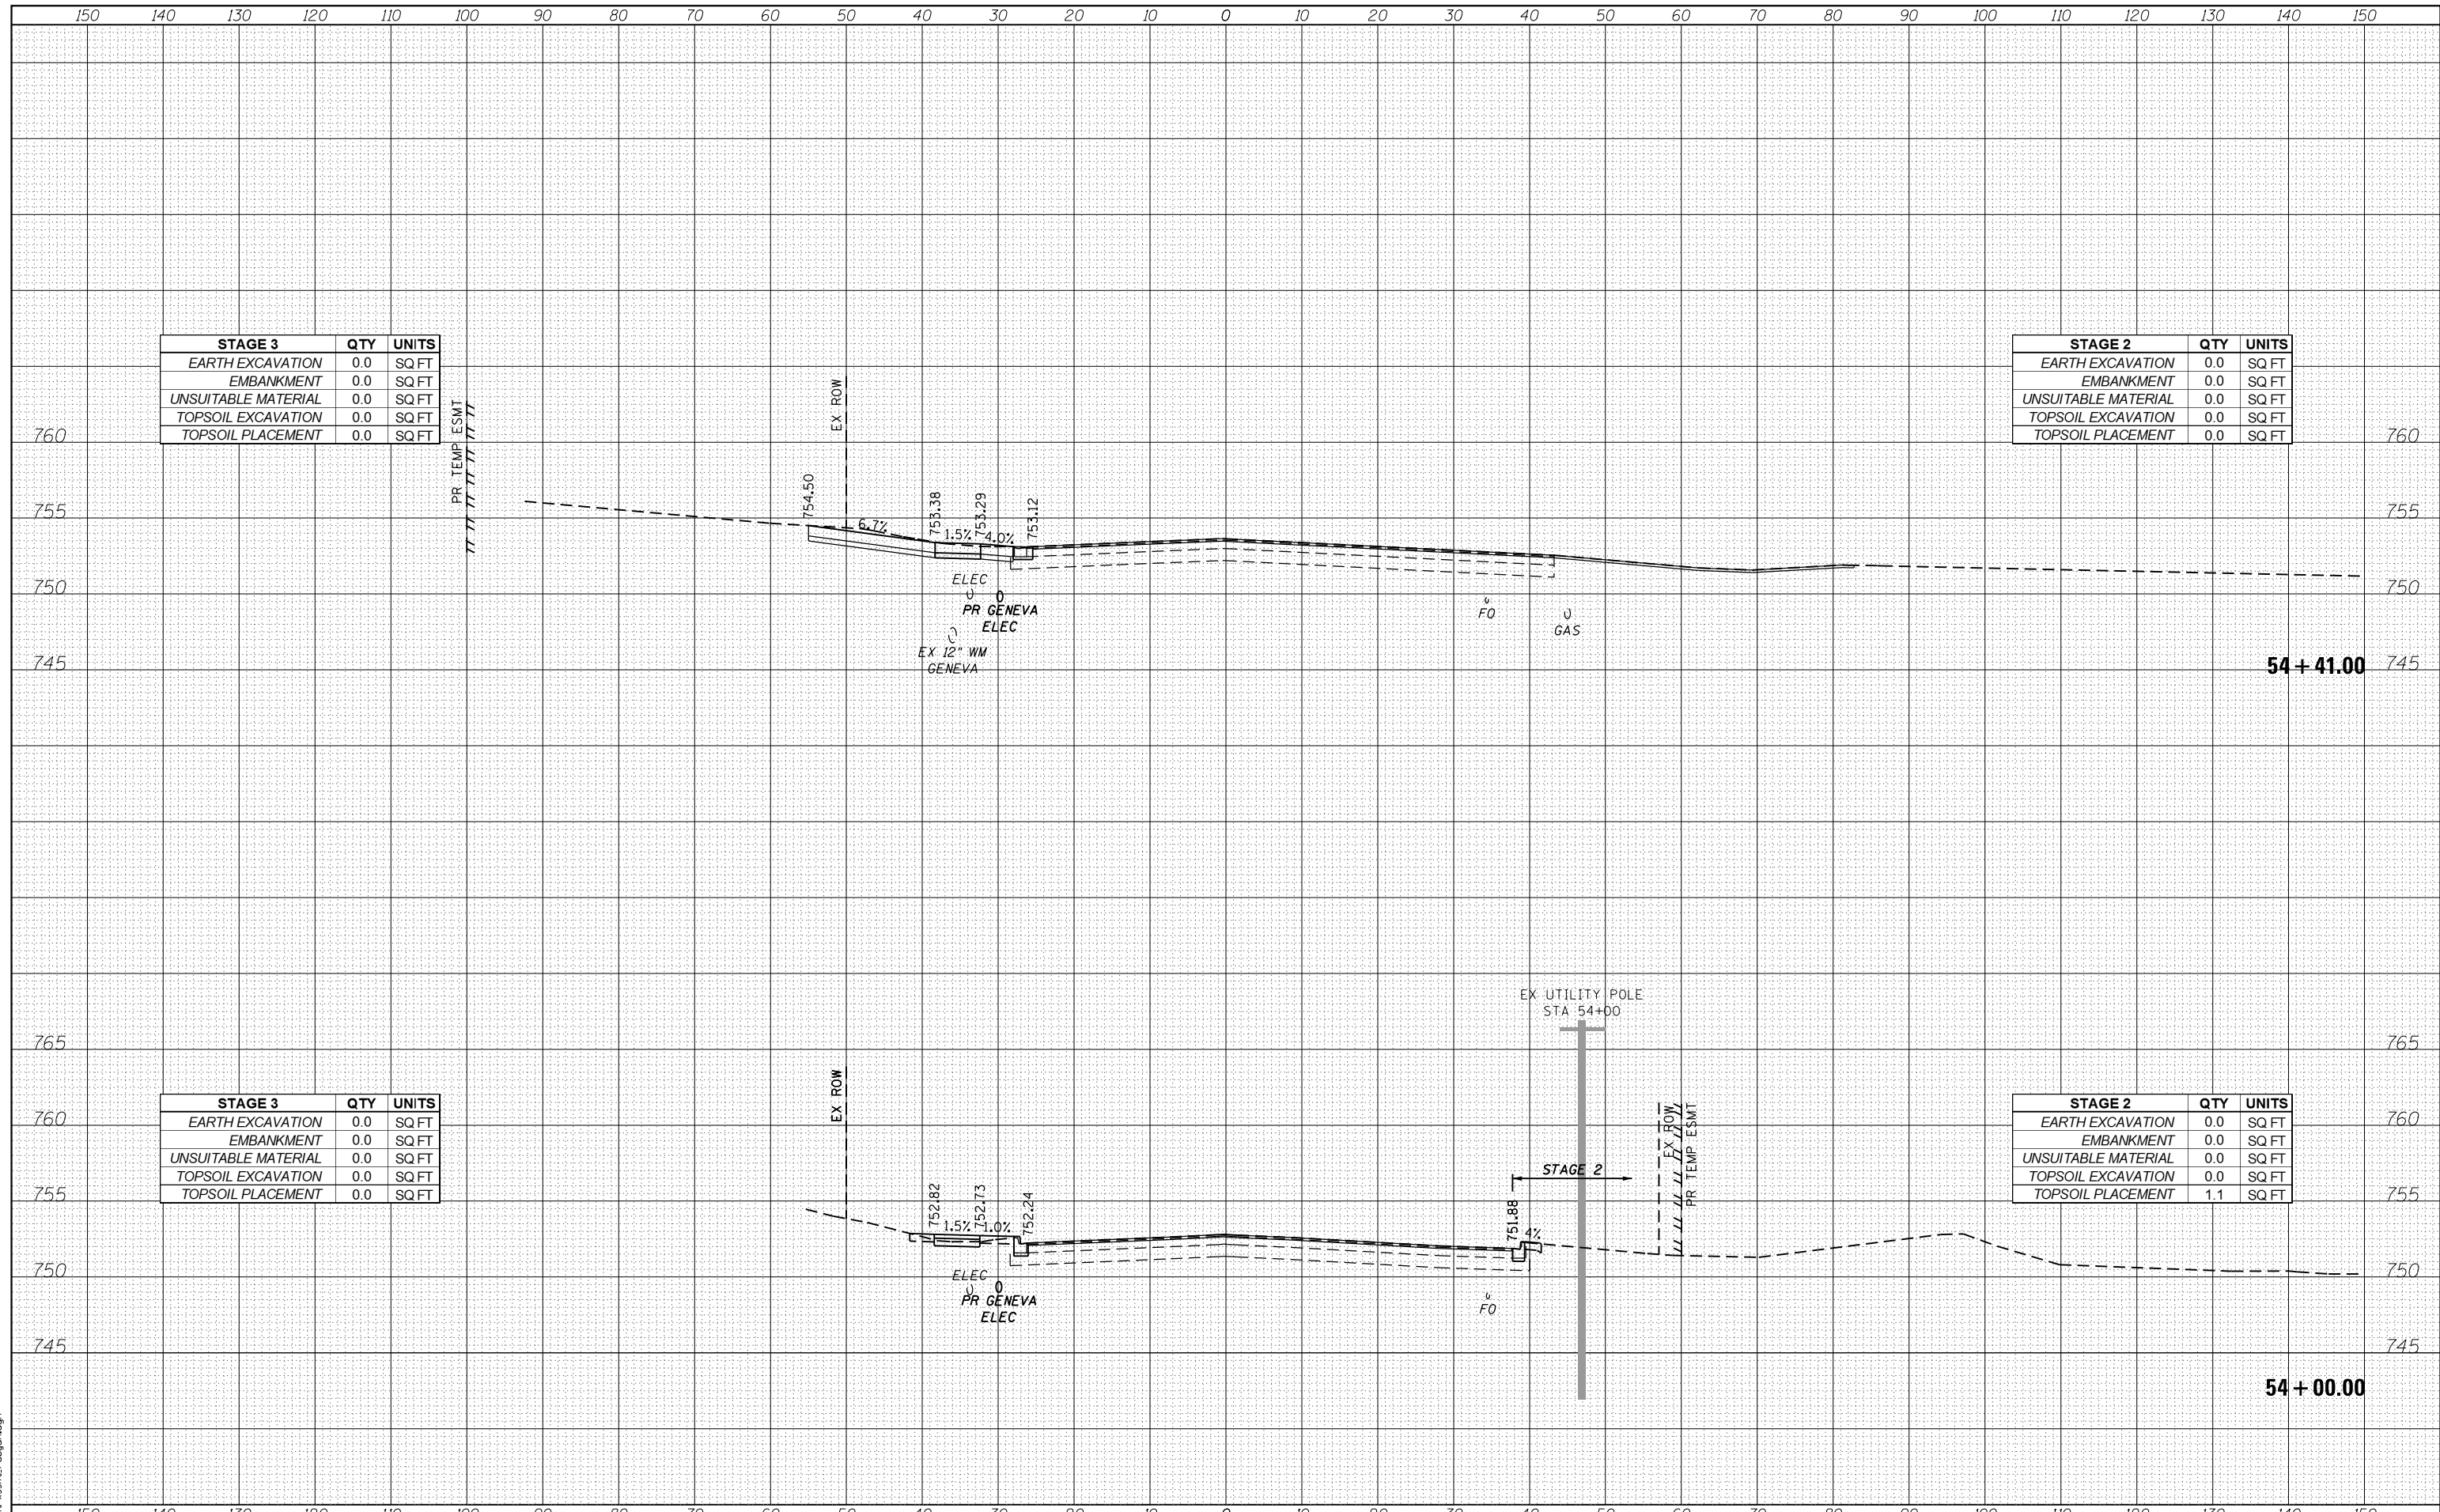 150 140 130 120 110 100 90 80 70 60 50 40 30 20 10 0 10 20 30 40 50 60 70 80 90 100 110 120 130 140 150
STAGE 3 QTY UNITS
EARTH EXCAVATION 0.0 SQ FT
EMBANKMENT 0.0 SQ FT
UNSUITABLE MATERIAL 0.0 SQ FT
TOPSOIL EXCAVATION 0.0 SQ FT
TOPSOIL PLACEMENT 0.0 SQ FT
STAGE 2 QTY UNITS
EARTH EXCAVATION 0.0 SQ FT
EMBANKMENT 0.0 SQ FT
UNSUITABLE MATERIAL 0.0 SQ FT
TOPSOIL EXCAVATION 0.0 SQ FT
TOPSOIL PLACEMENT 0.0 SQ FT
PR TEMP ESMT
EX ROW
760 760
755 755
750 750
745 745
754.50
753.38
753.29
753.12
6.7%
1.5%
4.0%
ELEC
PR GENEVA
ELEC
EX 12" WM
GENEVA
FO
GAS
54 + 41.00
EX UTILITY POLE
STA 54+00
765 765
760 760
755 755
750 750
745 745
STAGE 3 QTY UNITS
EARTH EXCAVATION 0.0 SQ FT
EMBANKMENT 0.0 SQ FT
UNSUITABLE MATERIAL 0.0 SQ FT
TOPSOIL EXCAVATION 0.0 SQ FT
TOPSOIL PLACEMENT 0.0 SQ FT
EX ROW
752.82
752.73
752.24
1.5%
1.0%
ELEC
PR GENEVA
ELEC
STAGE 2
751.88
4%
FO
EX ROW
PR TEMP ESMT
STAGE 2 QTY UNITS
EARTH EXCAVATION 0.0 SQ FT
EMBANKMENT 0.0 SQ FT
UNSUITABLE MATERIAL 0.0 SQ FT
TOPSOIL EXCAVATION 0.0 SQ FT
TOPSOIL PLACEMENT 1.1 SQ FT
54 + 00.00